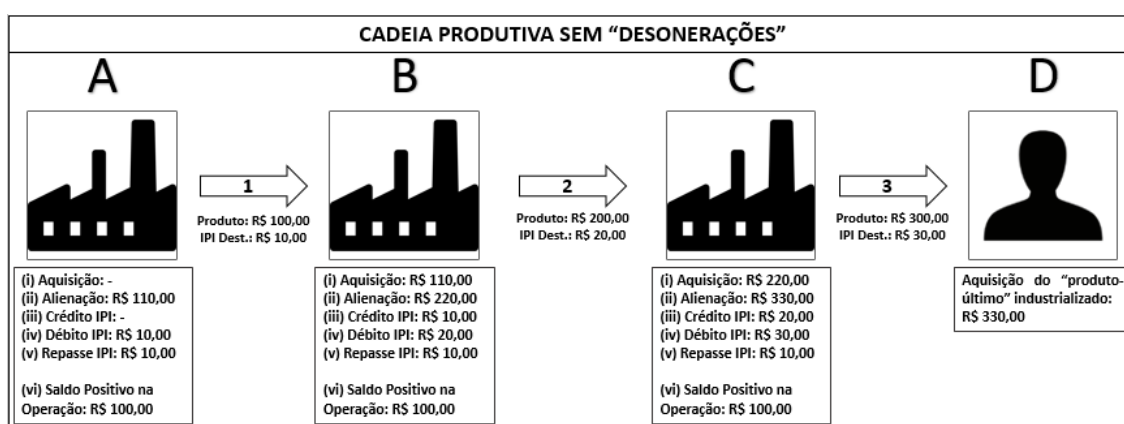 CADEIA PRODUTIVA SEM “DESONERAÇÕES”
A
B
C
D
1
Produto: R$ 100,00
IPI Dest.: R$ 10,00
2
Produto: R$ 200,00
IPI Dest.: R$ 20,00
3
Produto: R$ 300,00
IPI Dest.: R$ 30,00
(i) Aquisição: -
(ii) Alienação: R$ 110,00
(iii) Crédito IPI: -
(iv) Débito IPI: R$ 10,00
(v) Repasse IPI: R$ 10,00
(vi) Saldo Positivo na
Operação: R$ 100,00
(i) Aquisição: R$ 110,00
(ii) Alienação: R$ 220,00
(iii) Crédito IPI: R$ 10,00
(iv) Débito IPI: R$ 20,00
(v) Repasse IPI: R$ 10,00
(vi) Saldo Positivo na
Operação: R$ 100,00
(i) Aquisição: R$ 220,00
(ii) Alienação: R$ 330,00
(iii) Crédito IPI: R$ 20,00
(iv) Débito IPI: R$ 30,00
(v) Repasse IPI: R$ 10,00
(vi) Saldo Positivo na
Operação: R$ 100,00
Aquisição do “produto-
último” industrializado:
R$ 330,00